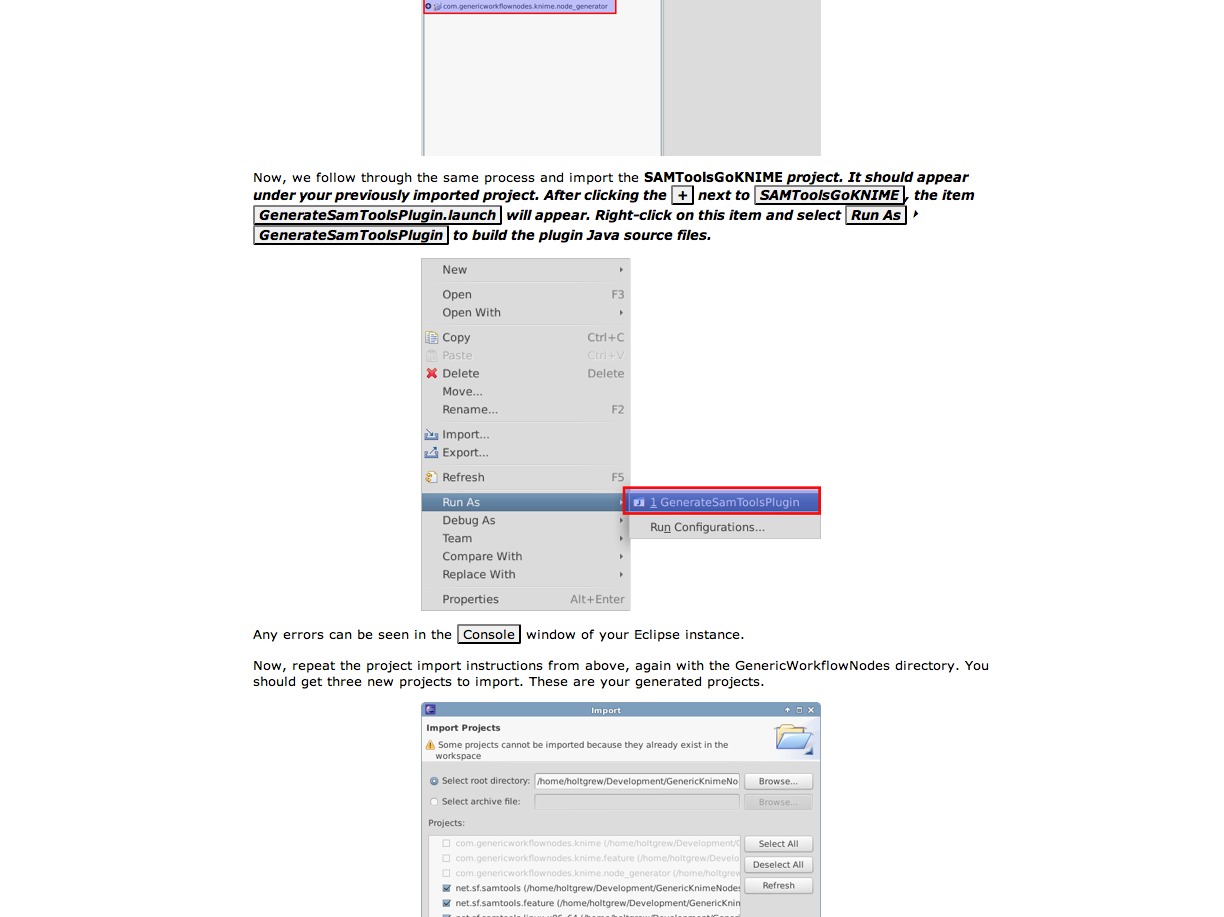 com.genericworkflownodes.knime.node_generator
Now, we follow through the same process and import the SAMToolsGoKNIME project. It should appear
under your previously imported project. After clicking the + next to SAMToolsGoKNIME, the item
GenerateSamToolsPlugin.launch will appear. Right-click on this item and select Run As ‣
GenerateSamToolsPlugin to build the plugin Java source files.
New
Open F3
Open With
Copy Ctrl+C
Paste Ctrl+V
Delete Delete
Move...
Rename... F2
Import...
Export...
Refresh F5
Run As 1 GenerateSamToolsPlugin
Debug As Run Configurations...
Team
Compare With
Replace With
Properties Alt+Enter
Any errors can be seen in the Console window of your Eclipse instance.
Now, repeat the project import instructions from above, again with the GenericWorkflowNodes directory. You
should get three new projects to import. These are your generated projects.
Import
Import Projects
Some projects cannot be imported because they already exist in the
workspace
Select root directory: /home/holtgrew/Development/GenericKnimeNo Browse...
Select archive file: Browse...
Projects:
com.genericworkflownodes.knime (/home/holtgrew/Development/G Select All
com.genericworkflownodes.knime.feature (/home/holtgrew/Develo Deselect All
com.genericworkflownodes.knime.node_generator (/home/holtgrew
net.sf.samtools (/home/holtgrew/Development/GenericKnimeNodes Refresh
net.sf.samtools.feature (/home/holtgrew/Development/GenericKnin